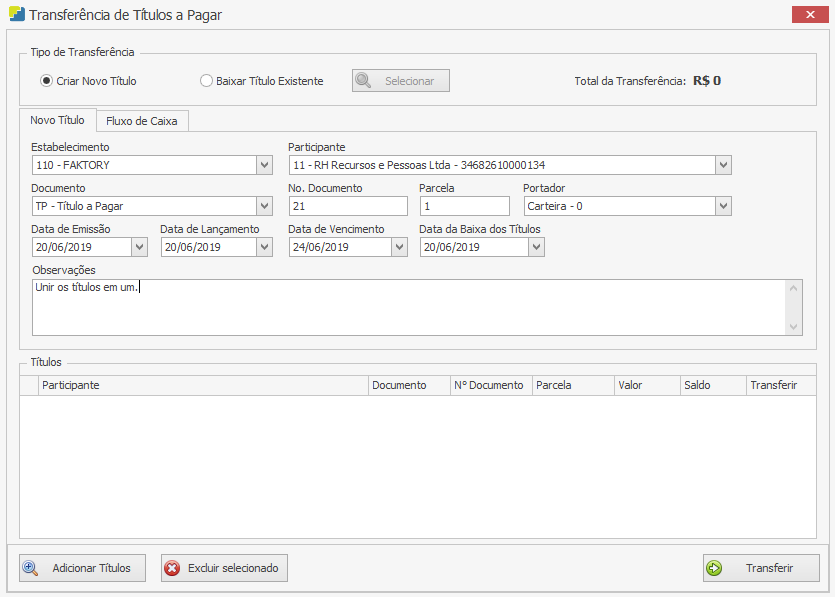 Transferência de Títulos a Pagar
Tipo de Transferência
Criar Novo Título
Baixar Título Existente
Selecionar
Total da Transferência: R$ 0
Novo Título
Fluxo de Caixa
Estabelecimento
Participante
110 - FAKTORY
11 - RH Recursos e Pessoas Ltda - 34682610000134
Documento
No. Documento
Parcela
Portador
TP - Título a Pagar
21
1
Carteira - 0
Data de Emissão
Data de Lançamento
Data de Vencimento
Data da Baixa dos Títulos
20/06/2019
20/06/2019
24/06/2019
20/06/2019
Observações
Unir os títulos em um.
Títulos
Participante
Documento
Nº Documento
Parcela
Valor
Saldo
Transferir
Adicionar Títulos
Excluir selecionado
Transferir